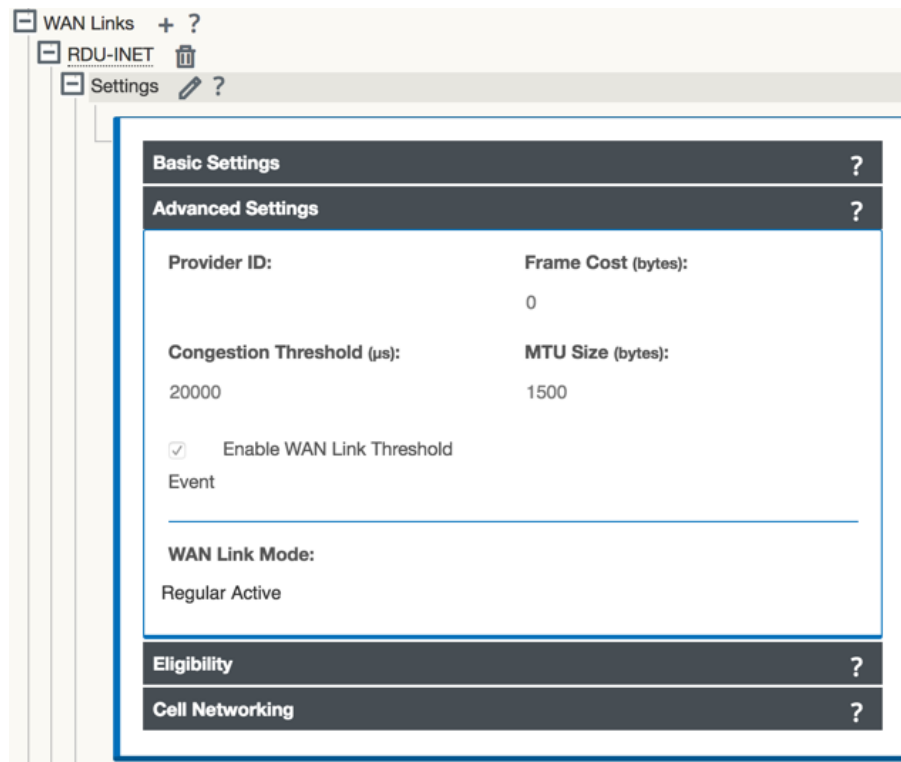 WAN Links + ?
RDU-INET
Settings ?
Basic Settings ?
Advanced Settings ?
Provider ID: Frame Cost (bytes):
0
Congestion Threshold (µs): MTU Size (bytes):
20000 1500
Enable WAN Link Threshold
Event
WAN Link Mode:
Regular Active
Eligibility ?
Cell Networking ?